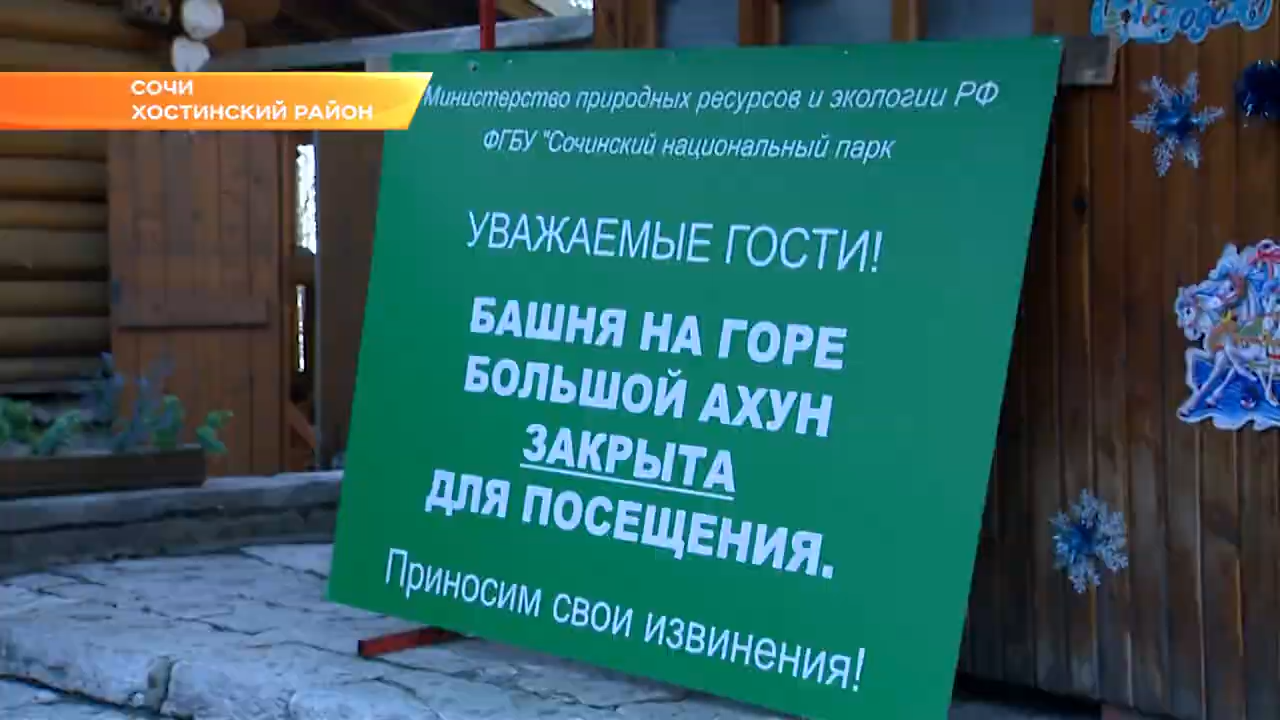 СОЧИ
ХОСТИНСКИЙ РАЙОН
Министерство природных ресурсов и экологии РФ
ФГБУ "Сочинский национальный парк
УВАЖАЕМЫЕ ГОСТИ!
БАШНЯ НА ГОРЕ
БОЛЬШОЙ АХУН
ЗАКРЫТА
ДЛЯ ПОСЕЩЕНИЯ.
Приносим свои извинения!